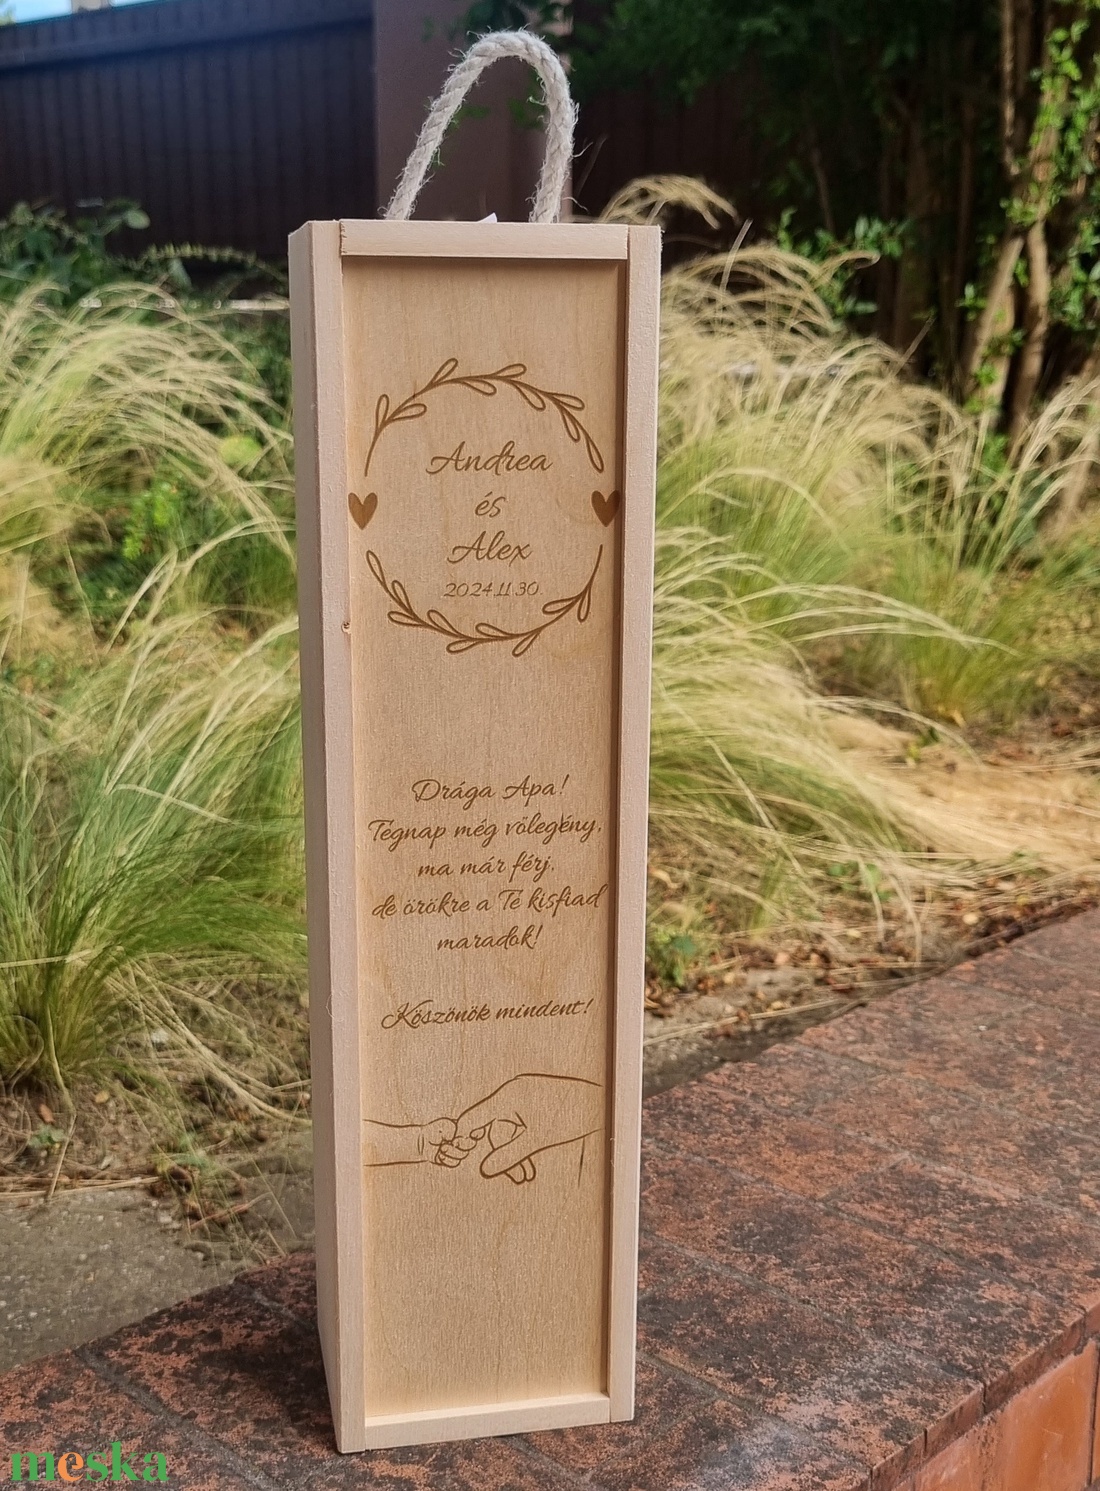 Andrea
és
Alex
2024.11.30.
Drága Apa!
Tégnap még vőlegény,
ma már férj,
de örökre a Te kisfiad
maradok!
Köszönök mindent!
meska